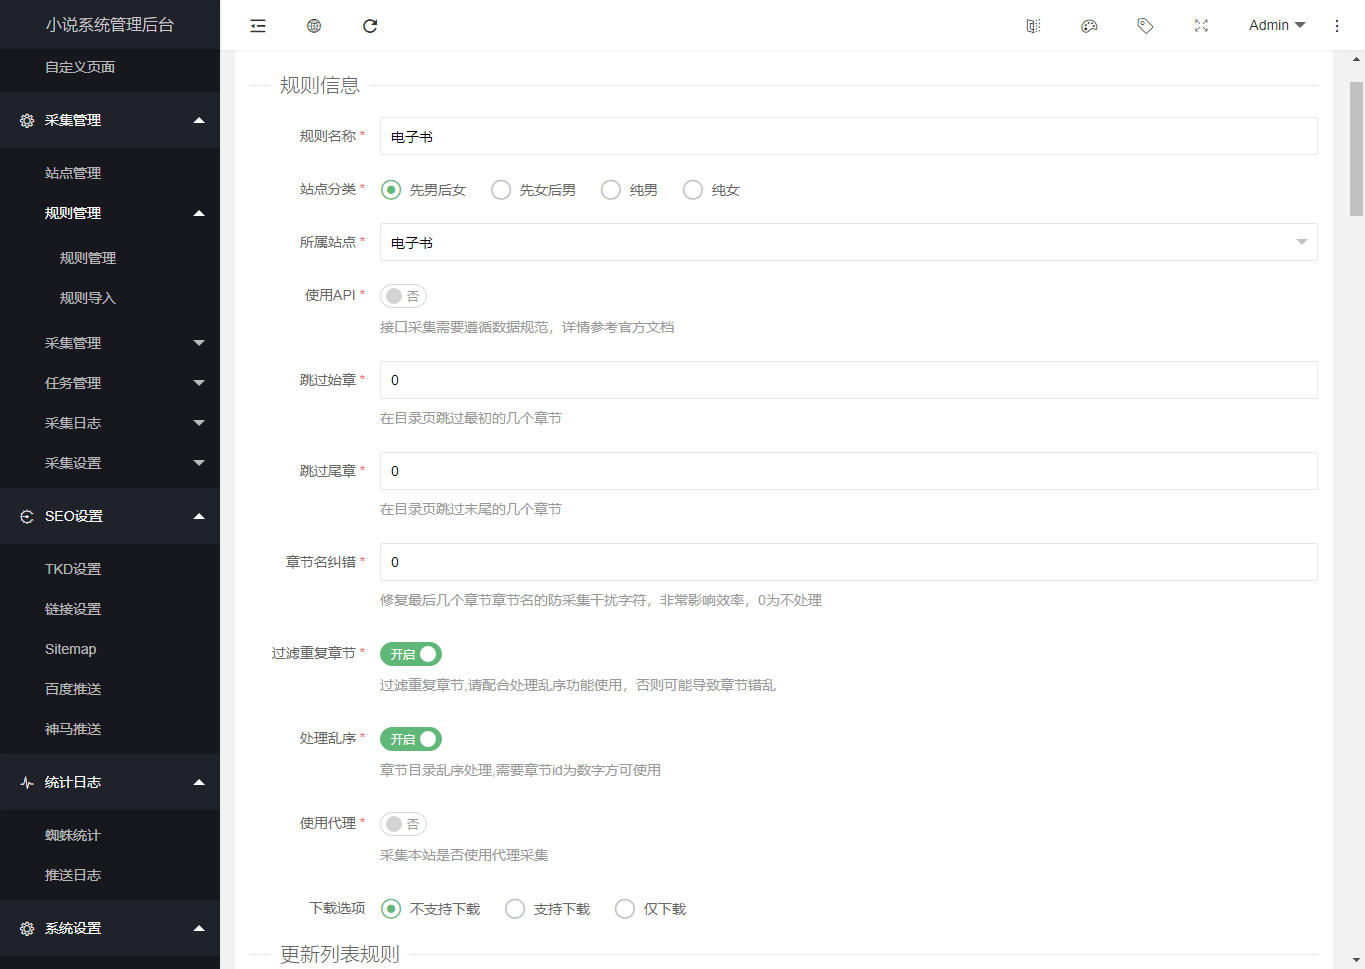 小说系统管理后台
Admin
自定义页面
采集管理
站点管理
规则管理
规则管理
规则导入
采集管理
任务管理
采集日志
采集设置
SEO设置
TKD设置
链接设置
Sitemap
百度推送
神马推送
统计日志
蜘蛛统计
推送日志
系统设置
规则信息
规则名称 * 电子书
站点分类 * 先男后女 先女后男 纯男 纯女
所属站点 * 电子书
使用API * 否
接口采集需要遵循数据规范，详情参考官方文档
跳过始章 * 0
在目录页跳过最初的几个章节
跳过尾章 * 0
在目录页跳过末尾的几个章节
章节名纠错 * 0
修复最后几个章节章节名的防采集干扰字符，非常影响效率，0为不处理
过滤重复章节 * 开启
过滤重复章节,请配合处理乱序功能使用，否则可能导致章节错乱
处理乱序 * 开启
章节目录乱序处理,需要章节id为数字方可使用
使用代理 * 否
采集本站是否使用代理采集
下载选项 不支持下载 支持下载 仅下载
更新列表规则